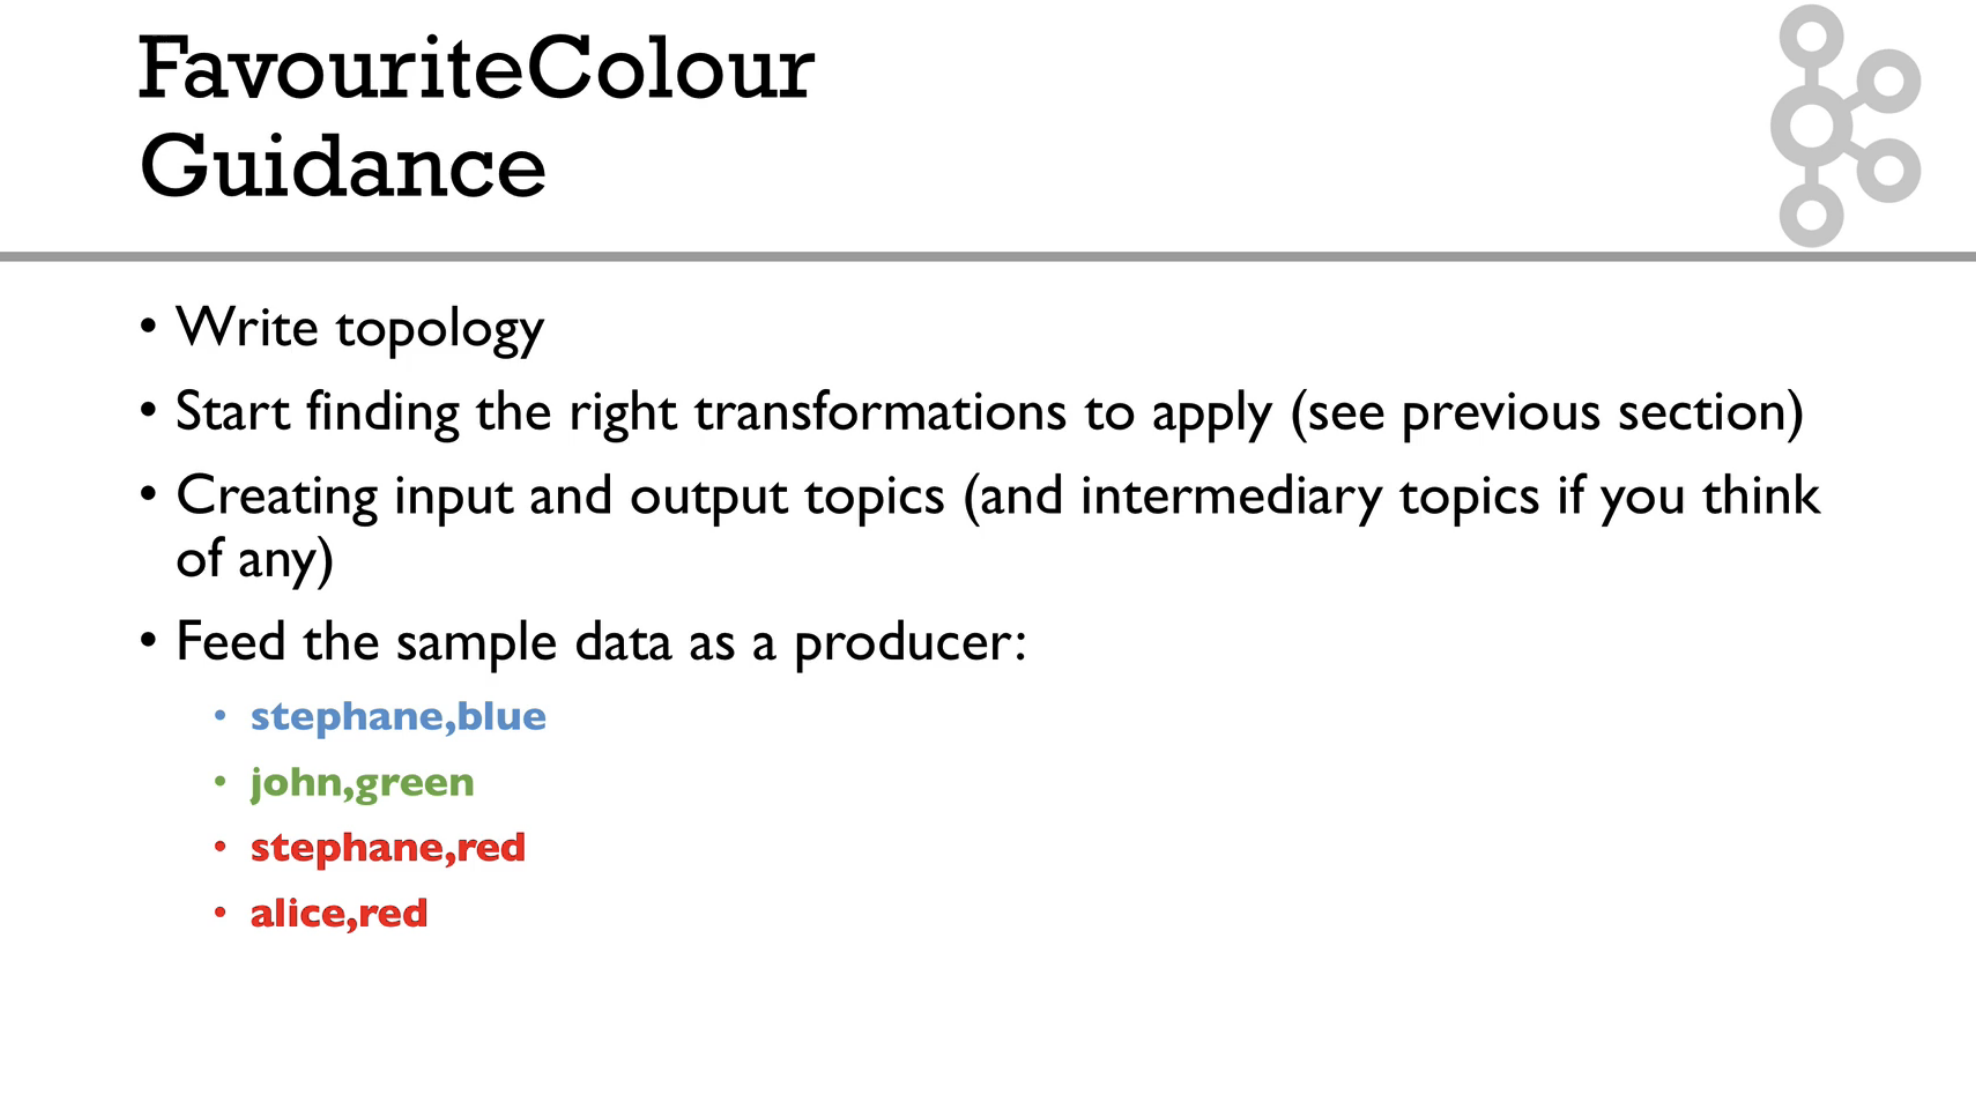 FavouriteColour
Guidance
• Write topology
• Start finding the right transformations to apply (see previous section)
• Creating input and output topics (and intermediary topics if you think
of any)
• Feed the sample data as a producer:
• stephane,blue
• john,green
• stephane,red
• alice,red